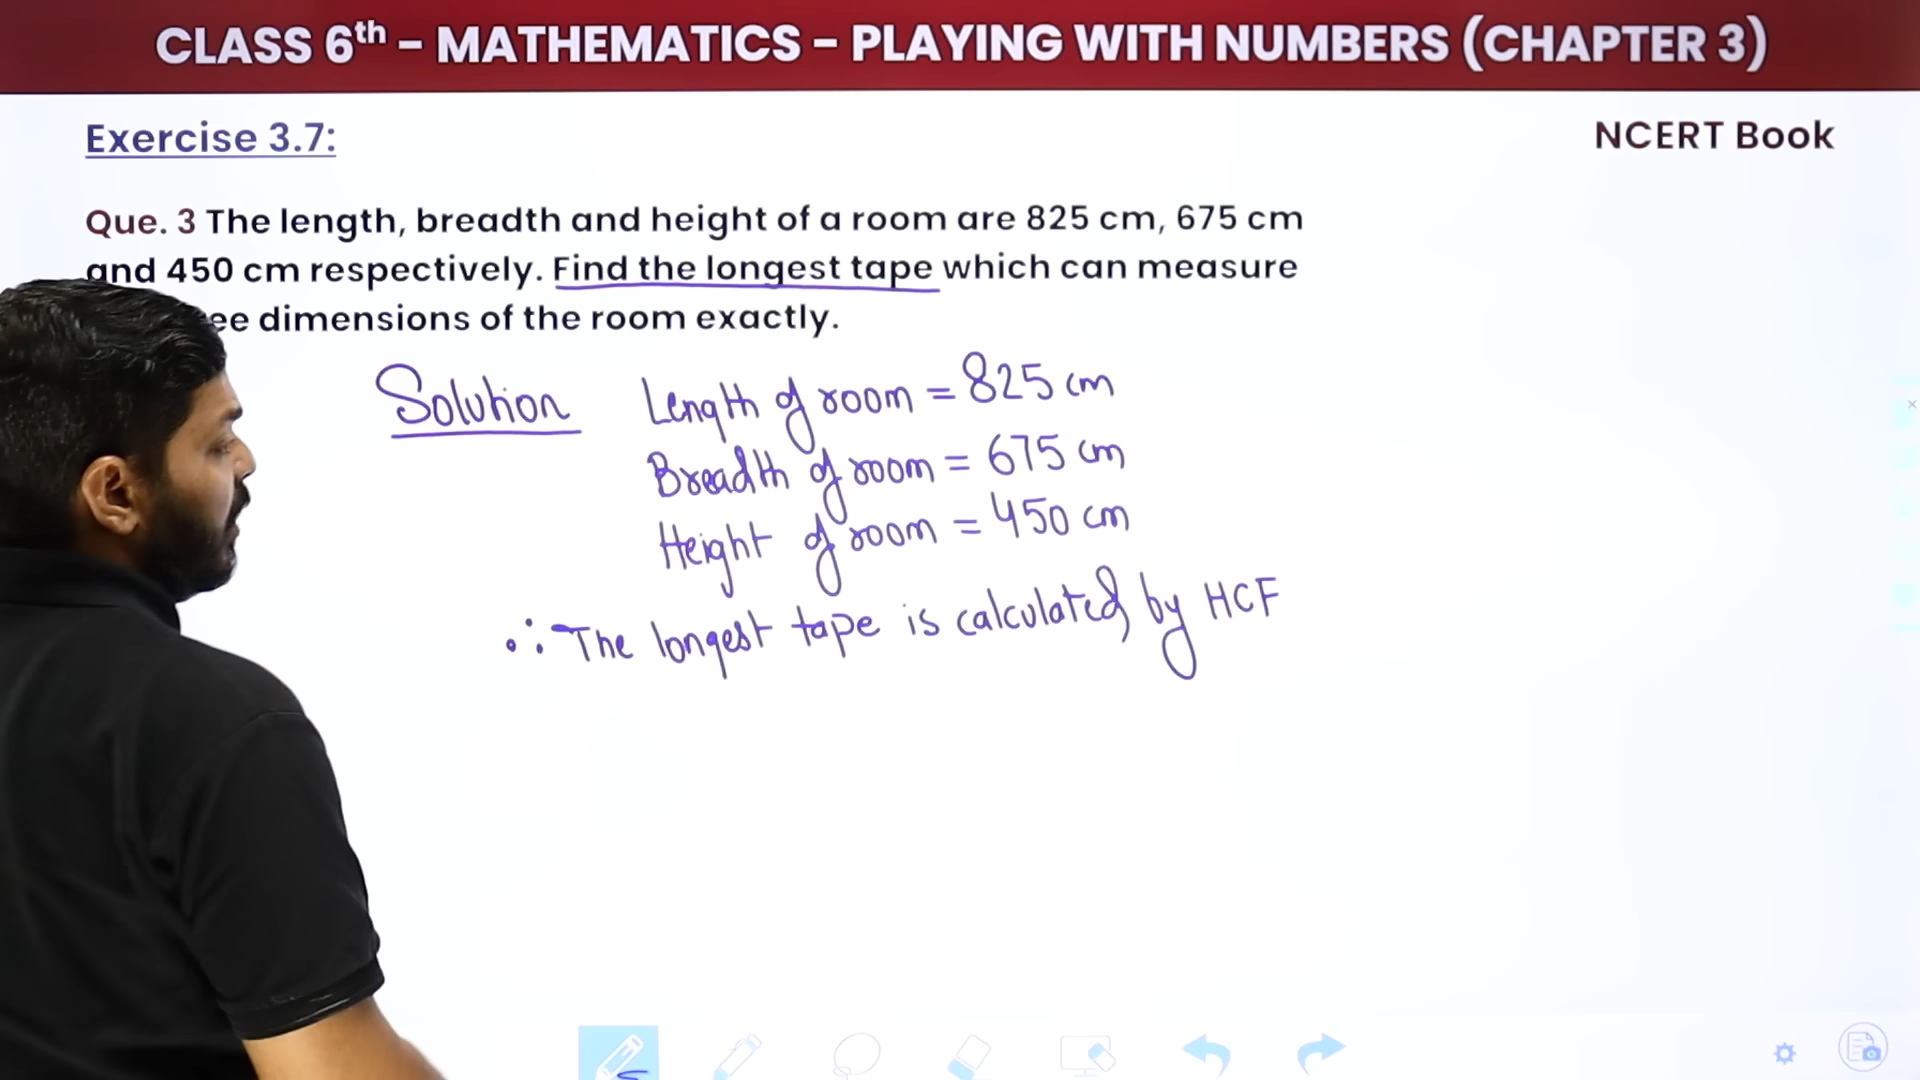 CLASS 6th – MATHEMATICS – PLAYING WITH NUMBERS (CHAPTER 3)
Exercise 3.7:
NCERT Book
Que. 3 The length, breadth and height of a room are 825 cm, 675 cm
and 450 cm respectively. Find the longest tape which can measure
dimensions of the room exactly.
Solution Length of room = 825 cm
Breadth of room = 675 cm
Height of room = 450 cm
∴ The longest tape is calculated by HCF